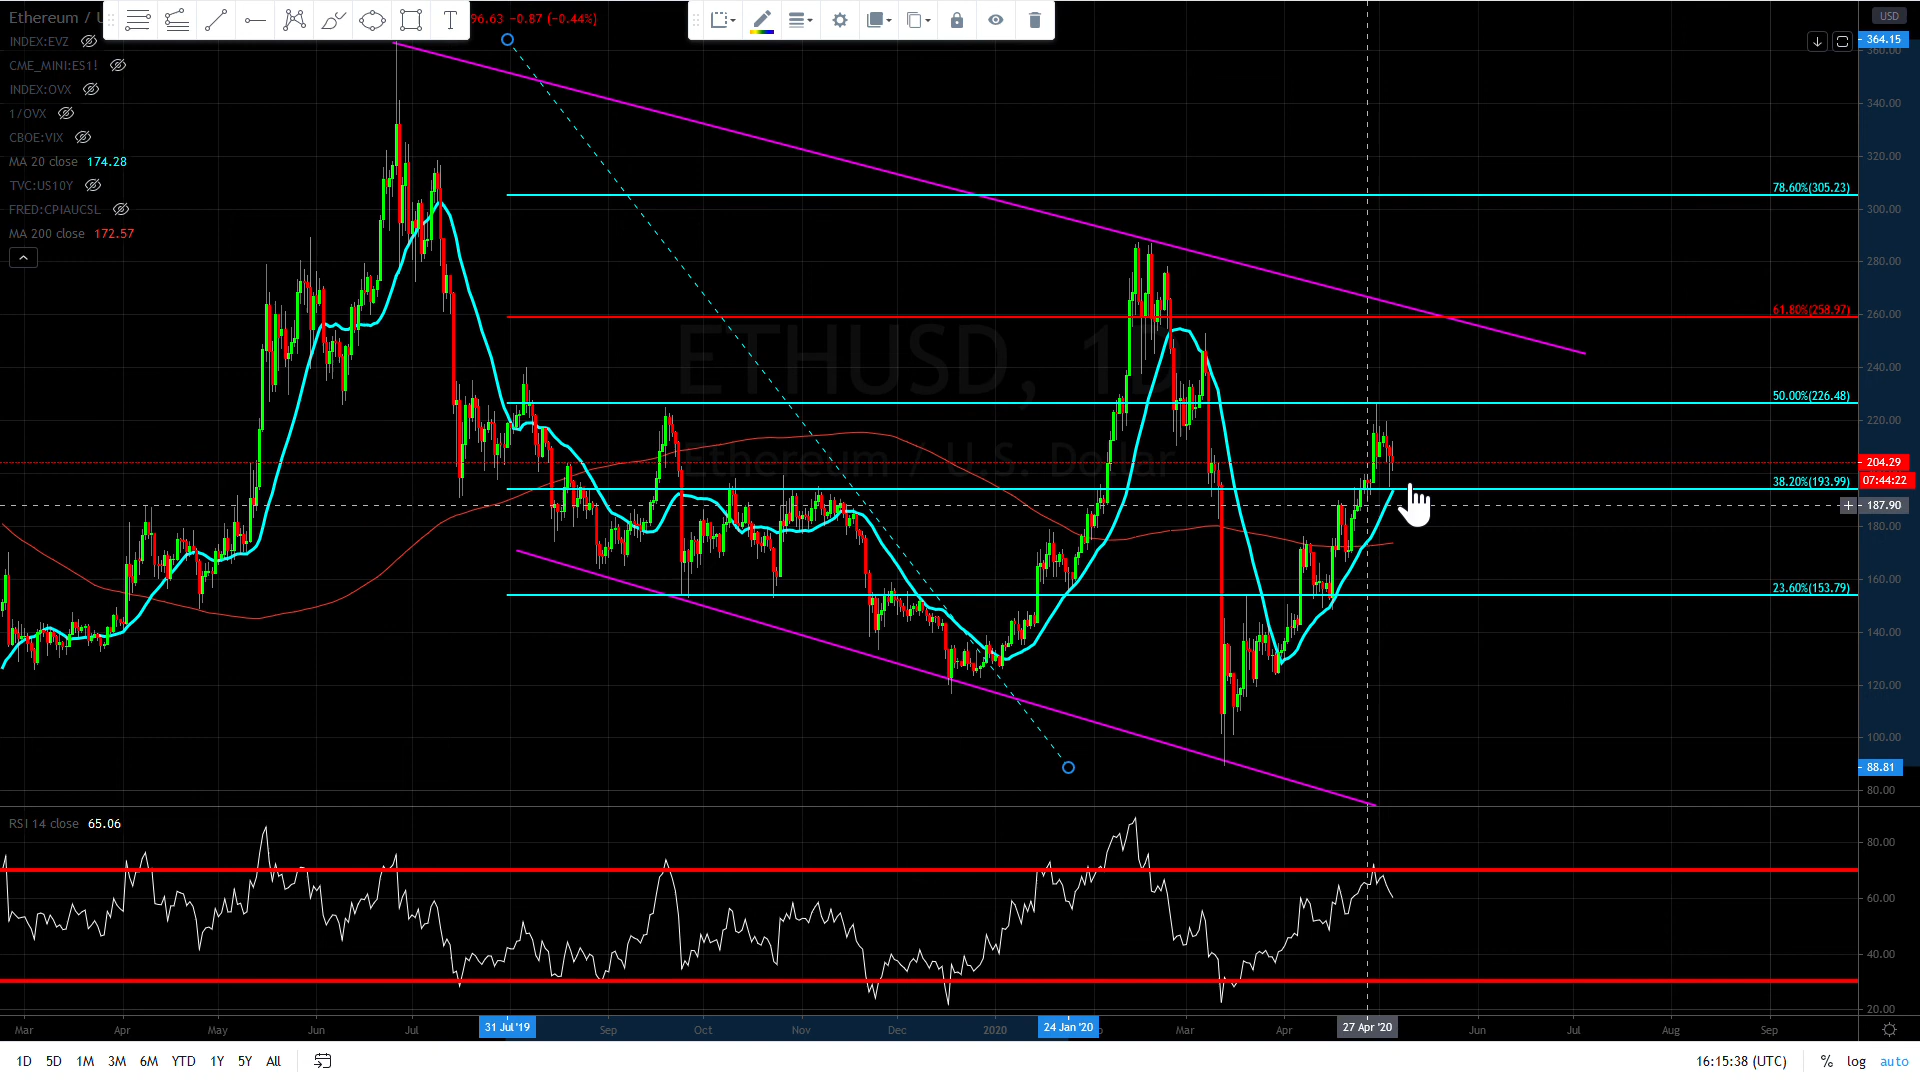 Ethereum / U
T
96.63 −0.87 (−0.44%)
USD
INDEX:EVZ
CME_MINI:ES1!
INDEX:OVX
1/OVX
CBOE:VIX
MA 20 close 174.28
TVC:US10Y
FRED:CPIAUCSL
MA 200 close 172.57
ETHUSD, 1D
Ethereum / U.S. Dollar
364.15
360.00
340.00
320.00
78.60%(305.23)
300.00
280.00
260.00
61.80%(258.97)
240.00
50.00%(226.48)
220.00
204.29
07:44:22
38.20%(193.99)
187.90
180.00
160.00
23.60%(153.79)
140.00
120.00
100.00
88.81
80.00
RSI 14 close 65.06
80.00
60.00
40.00
20.00
Mar Apr May Jun Jul 31 Jul '19 Sep Oct Nov Dec 2020 24 Jan '20 Mar Apr 27 Apr '20 Jun Jul Aug Sep
1D 5D 1M 3M 6M YTD 1Y 5Y All
16:15:38 (UTC) % log auto